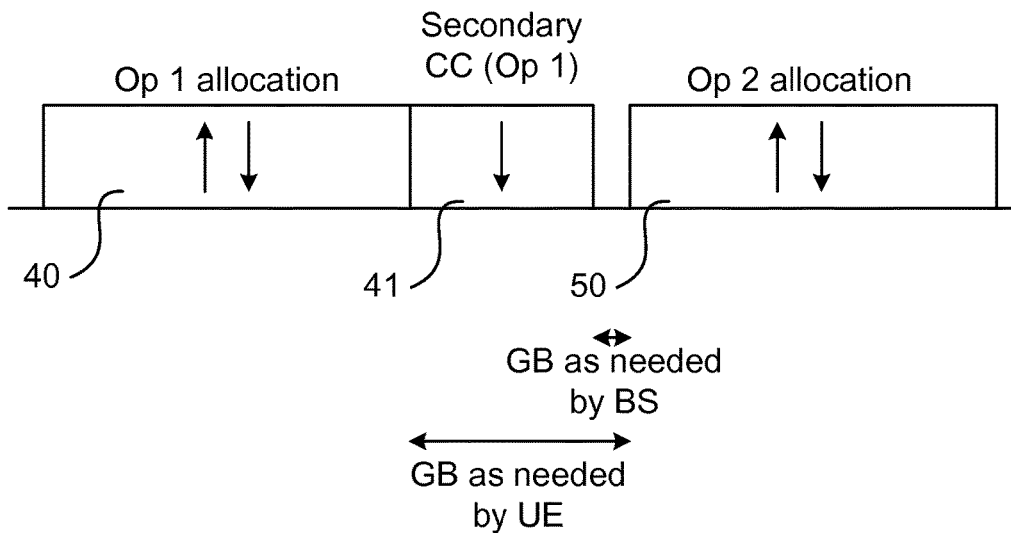 Secondary
CC (Op 1)
Op 1 allocation
Op 2 allocation
40
41
50
GB as needed
by BS
GB as needed
by UE